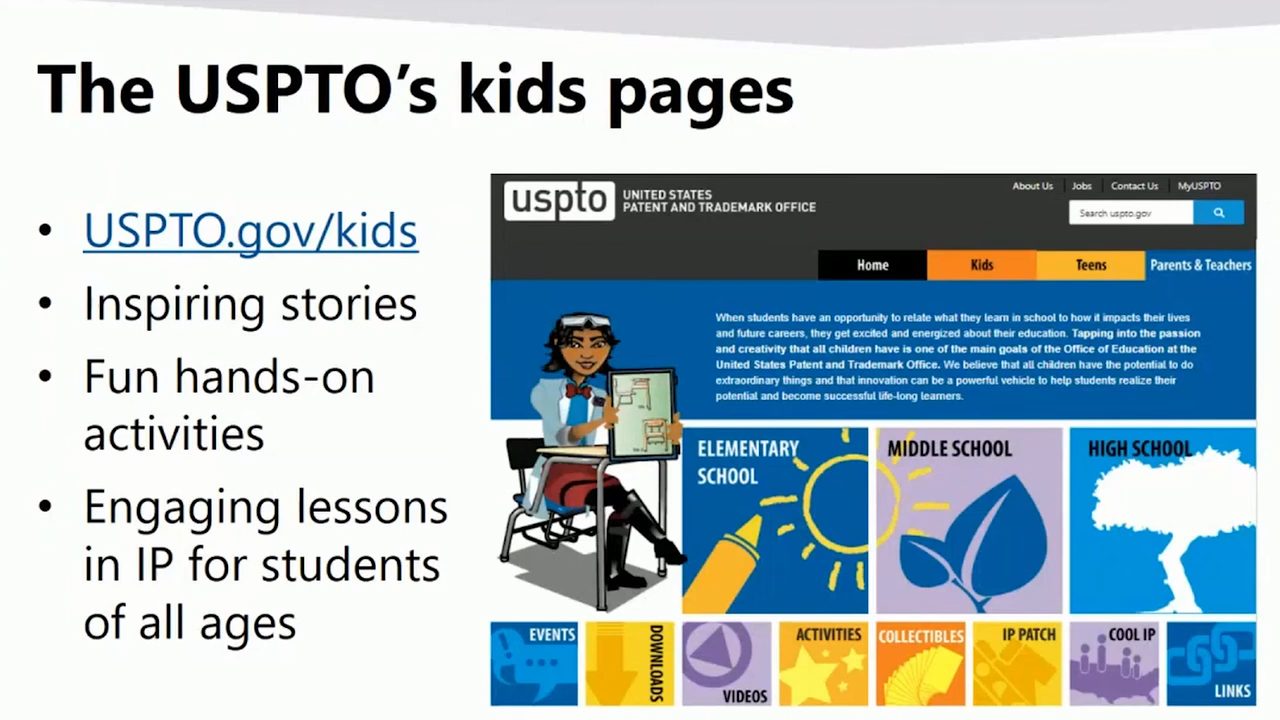 The USPTO's kids pages
• USPTO.gov/kids
• Inspiring stories
• Fun hands-on
activities
• Engaging lessons
in IP for students
of all ages
uspto
UNITED STATES
PATENT AND TRADEMARK OFFICE
About Us
Jobs
Contact Us
MyUSPTO
Search uspto.gov
Home
Kids
Teens
Parents & Teachers
When students have an opportunity to relate what they learn in school to how it impacts their lives
and future careers, they get excited and energized about their education. Tapping into the passion
and creativity that all children have is one of the main goals of the Office of Education at the
United States Patent and Trademark Office. We believe that all children have the potential to do
extraordinary things and that innovation can be a powerful vehicle to help students realize their
potential and become successful life-long learners.
ELEMENTARY
SCHOOL
MIDDLE SCHOOL
HIGH SCHOOL
EVENTS
DOWNLOADS
VIDEOS
ACTIVITIES
COLLECTIBLES
IP PATCH
COOL IP
LINKS